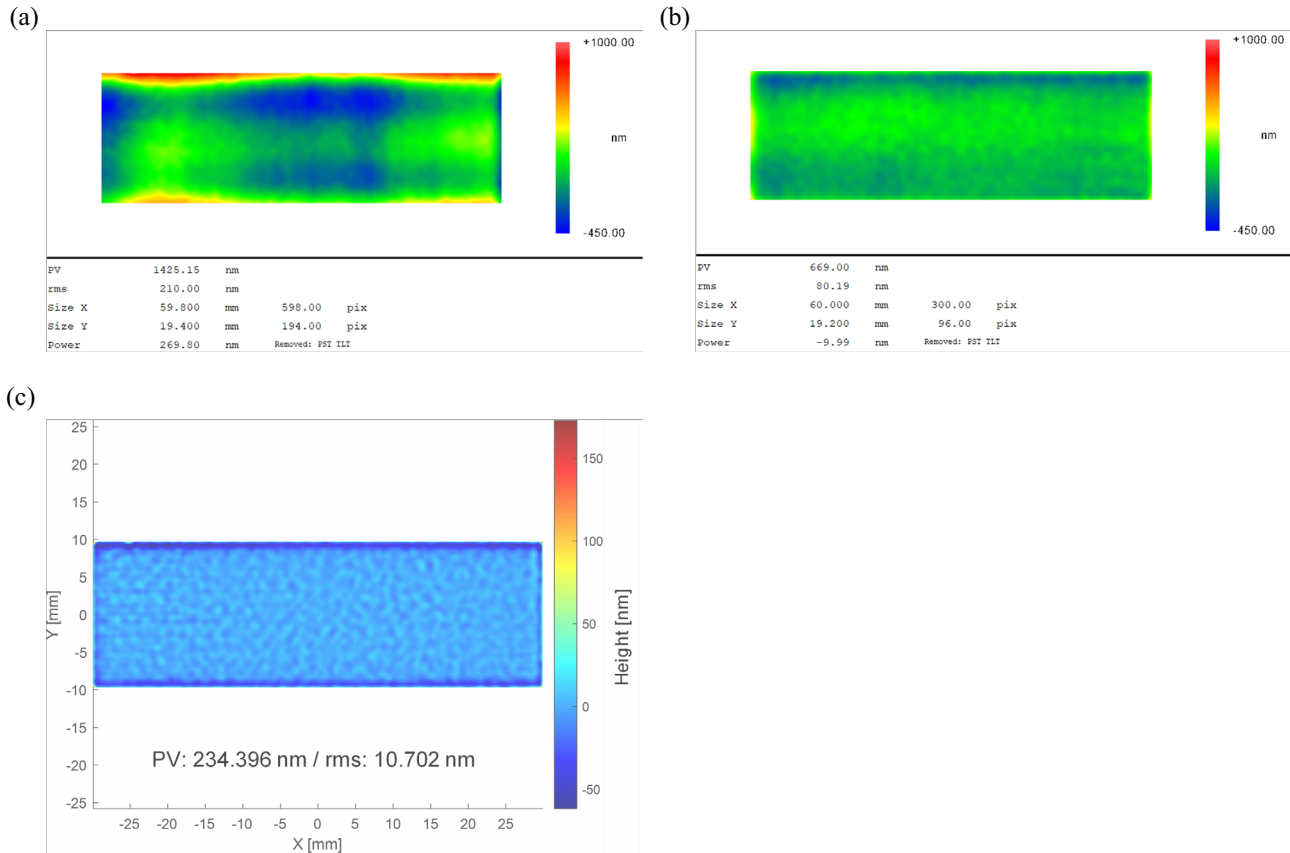 (a)
+1000.00
nm
-450.00
PV 1425.15 nm
rms 210.00 nm
Size X 59.800 mm 598.00 pix
Size Y 19.400 mm 194.00 pix
Power 269.80 nm Removed: PST TLT
(b)
+1000.00
nm
-450.00
PV 669.00 nm
rms 80.19 nm
Size X 60.000 mm 300.00 pix
Size Y 19.200 mm 96.00 pix
Power -9.99 nm Removed: PST TLT
(c)
25
20
15
10
5
0
-5
-10
-15
-20
-25
Y [mm]
PV: 234.396 nm / rms: 10.702 nm
-25 -20 -15 -10 -5 0 5 10 15 20 25
X [mm]
150
100
50
0
-50
Height [nm]